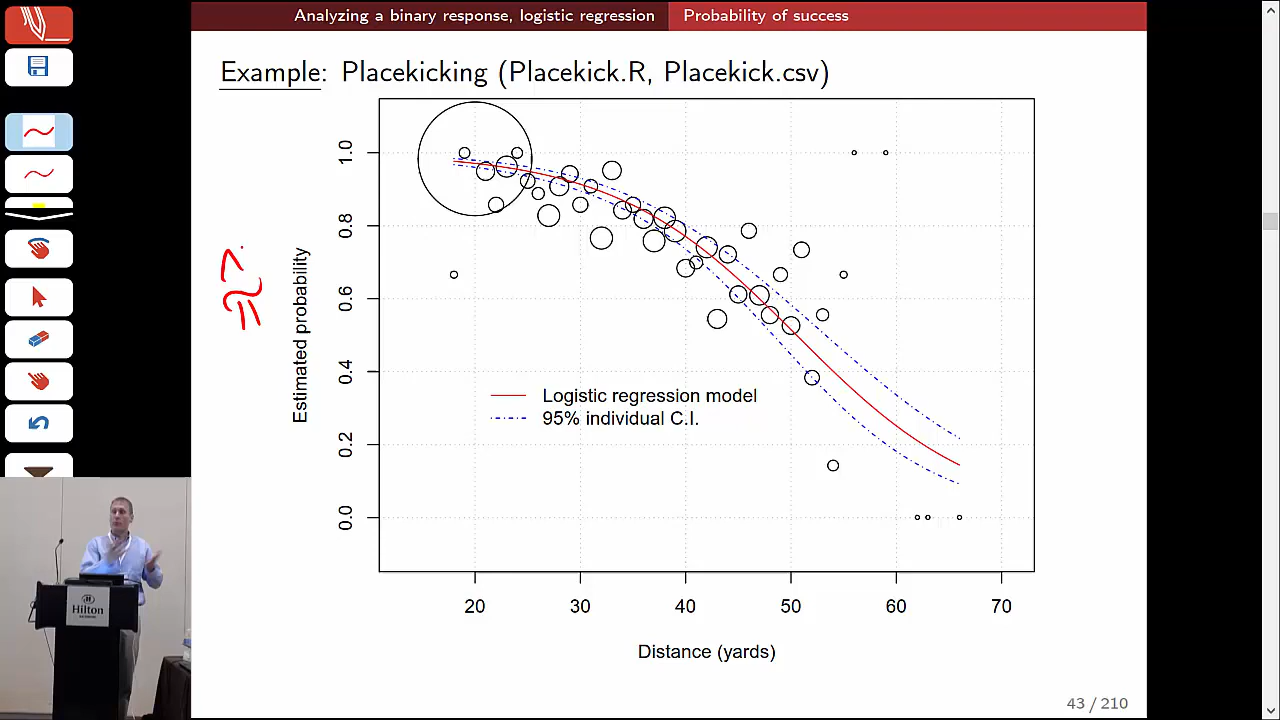 Analyzing a binary response, logistic regression Probability of success
Example: Placekicking (Placekick.R, Placekick.csv)
π̂
Estimated probability
1.0
0.8
0.6
0.4
0.2
0.0
Logistic regression model
95% individual C.I.
20 30 40 50 60 70
Distance (yards)
43 / 210
Hilton